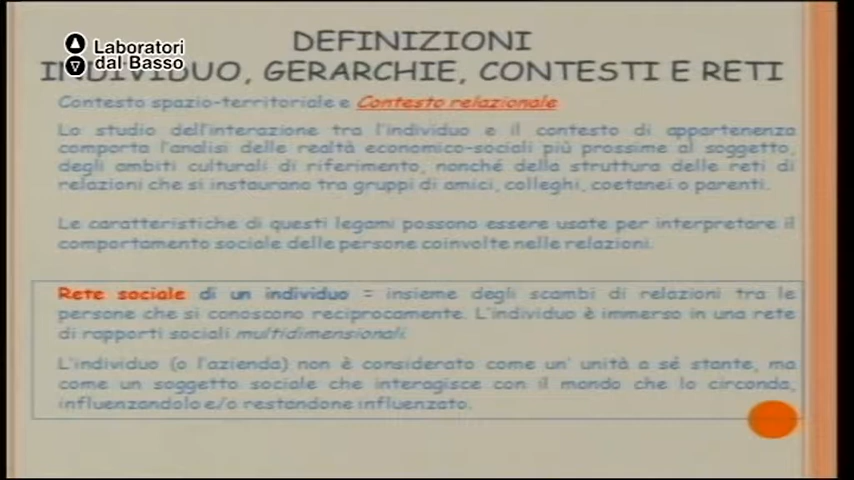 Laboratori
dal Basso
DEFINIZIONI
INDIVIDUO, GERARCHIE, CONTESTI E RETI
Contesto spazio-territoriale e Contesto relazionale
Lo studio dell'interazione tra l'individuo e il contesto di appartenenza
comporta l'analisi delle realtà economico-sociali più prossime al soggetto,
degli ambiti culturali di riferimento, nonché della struttura delle reti di
relazioni che si instaurano tra gruppi di amici, colleghi, coetanei o parenti.
Le caratteristiche di questi legami possono essere usate per interpretare il
comportamento sociale delle persone coinvolte nelle relazioni.
Rete sociale di un individuo = insieme degli scambi di relazioni tra le
persone che si conoscono reciprocamente. L'individuo è immerso in una rete
di rapporti sociali multidimensionali.
L'individuo (o l'azienda) non è considerato come un' unità a sé stante, ma
come un soggetto sociale che interagisce con il mondo che lo circonda,
influenzandolo e/o restandone influenzato.